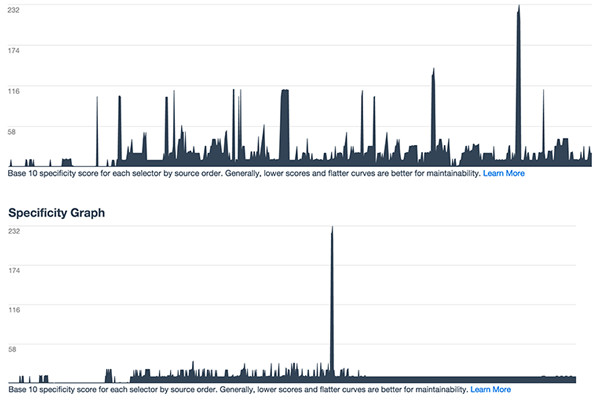 232
174
116
58
Base 10 specificity score for each selector by source order. Generally, lower scores and flatter curves are better for maintainability. Learn More
Specificity Graph
232
174
116
58
Base 10 specificity score for each selector by source order. Generally, lower scores and flatter curves are better for maintainability. Learn More